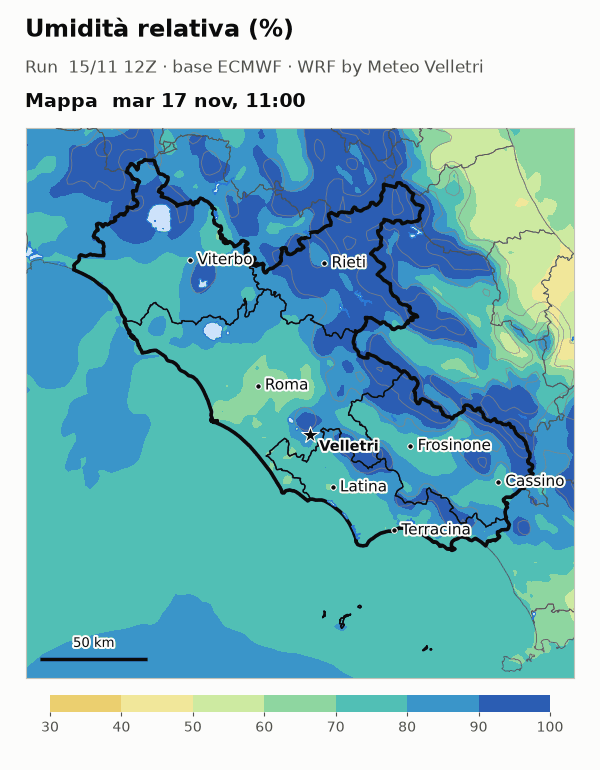 Umidità relativa (%)
Run  15/11 12Z · base ECMWF · WRF by Meteo Velletri
Mappa  mar 17 nov, 11:00
Viterbo
Rieti
Roma
Velletri
Frosinone
Cassino
Latina
Terracina
50 km
30 40 50 60 70 80 90 100